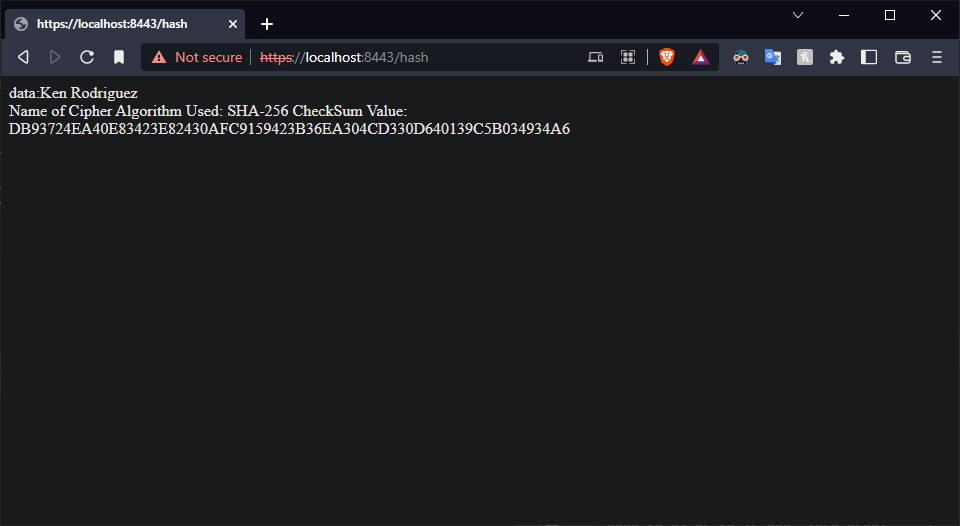 https://localhost:8443/hash
Not secure https://localhost:8443/hash
data:Ken Rodriguez
Name of Cipher Algorithm Used: SHA-256 CheckSum Value:
DB93724EA40E83423E82430AFC9159423B36EA304CD330D640139C5B034934A6